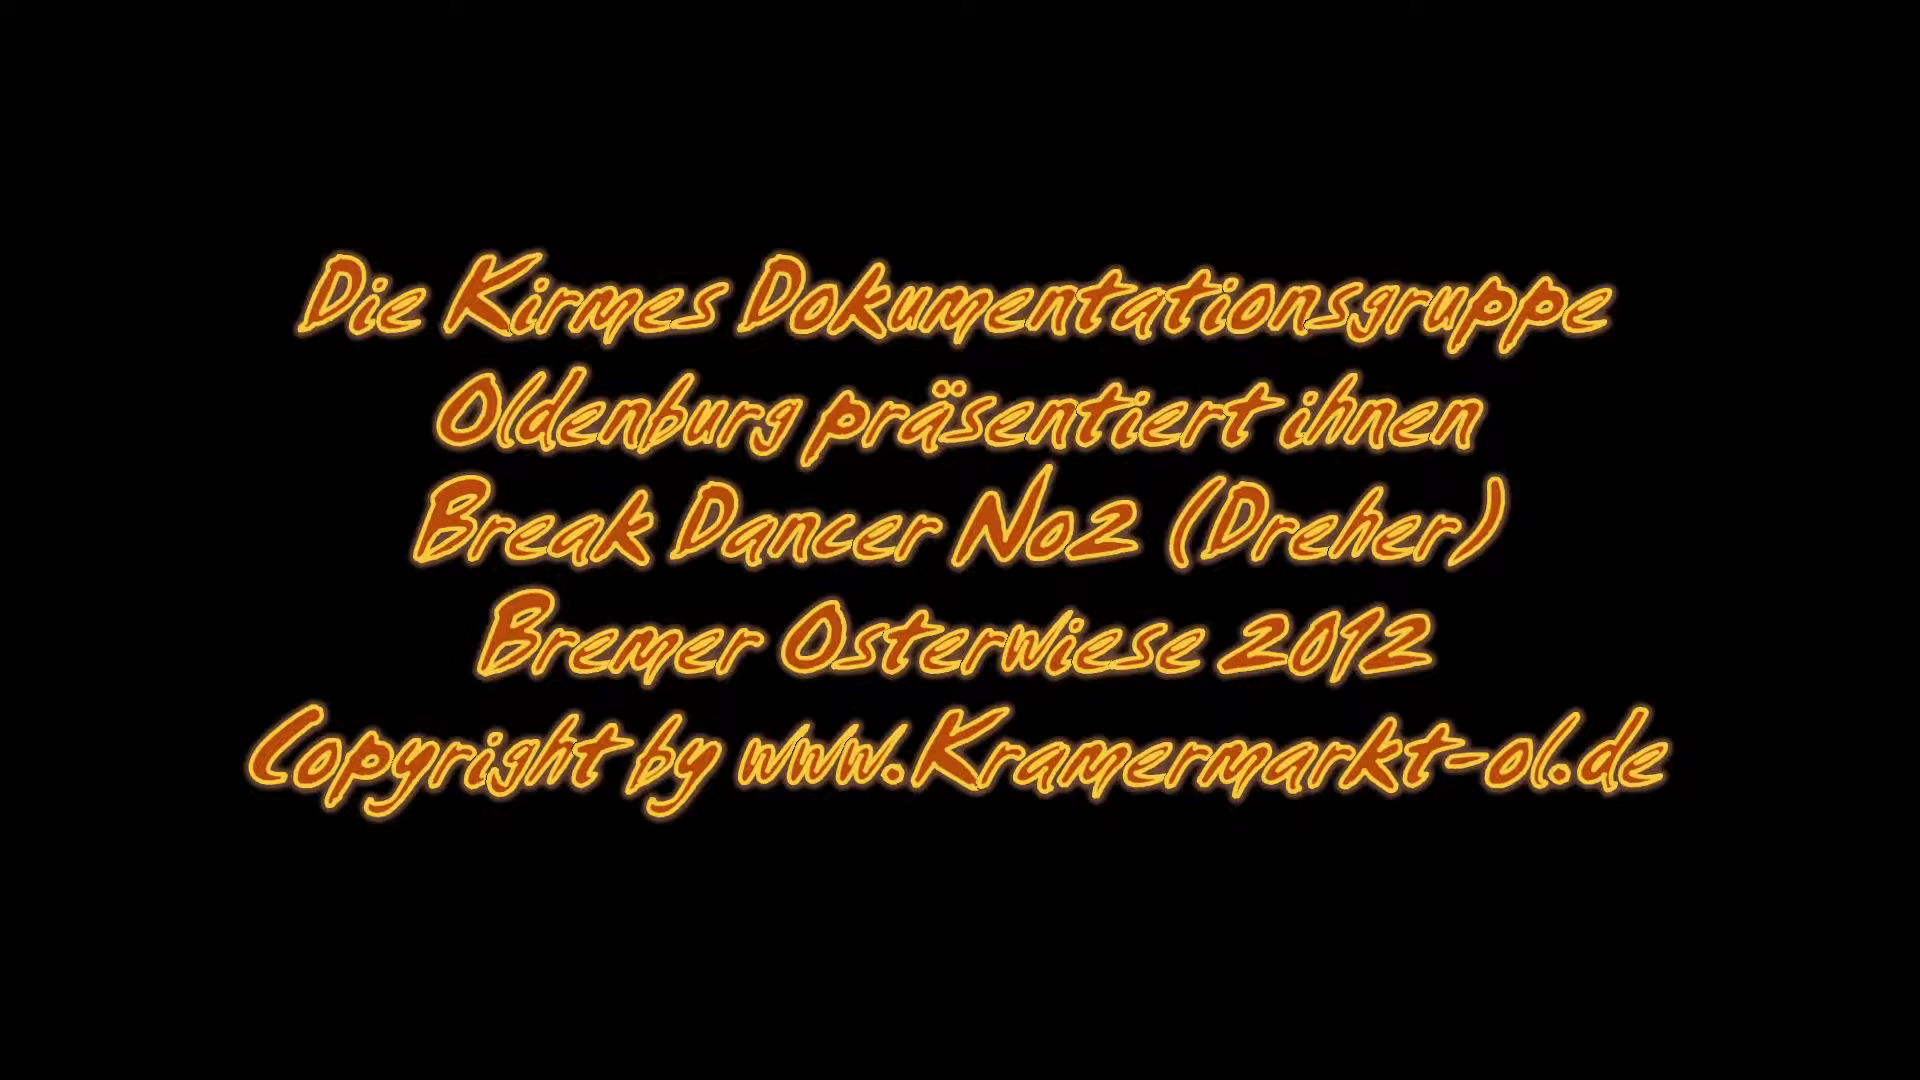 Die Kirmes Dokumentationsgruppe
Oldenburg präsentiert ihnen
Break Dancer No2 (Dreher)
Bremer Osterwiese 2012
Copyright by www.Kramermarkt-ol.de